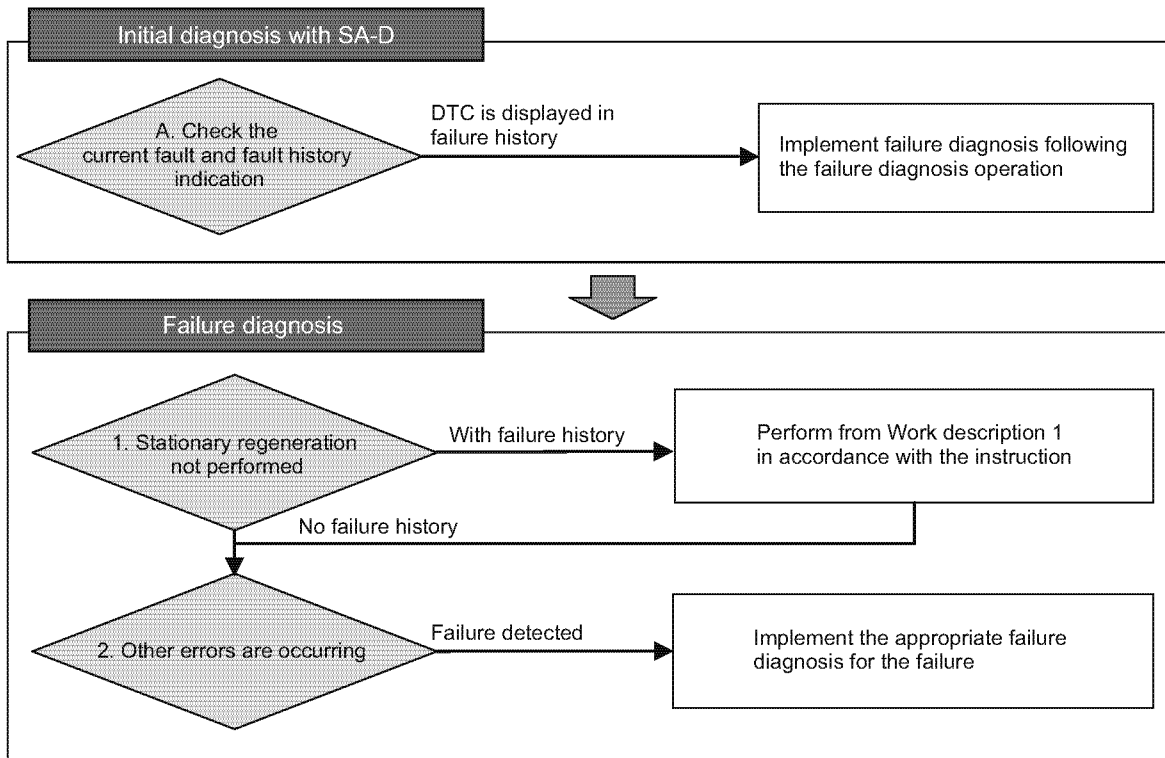 Initial diagnosis with SA-D
A. Check the
current fault and fault history
indication
DTC is displayed in
failure history
Implement failure diagnosis following
the failure diagnosis operation
Failure diagnosis
1. Stationary regeneration
not performed
With failure history
Perform from Work description 1
in accordance with the instruction
No failure history
2. Other errors are occurring
Failure detected
Implement the appropriate failure
diagnosis for the failure